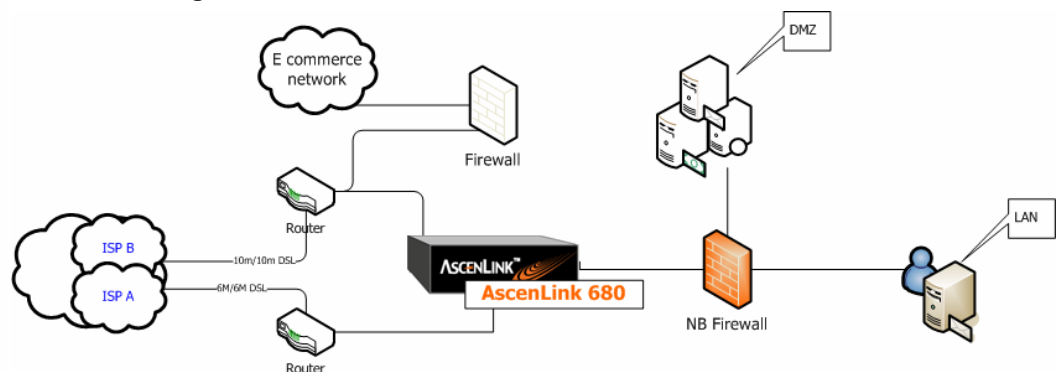 E commerce
network
Firewall
DMZ
Router
LAN
ISP B
10m/10m DSL
ISP A
6M/6M DSL
ASCENLINK™
AscenLink 680
NB Firewall
Router